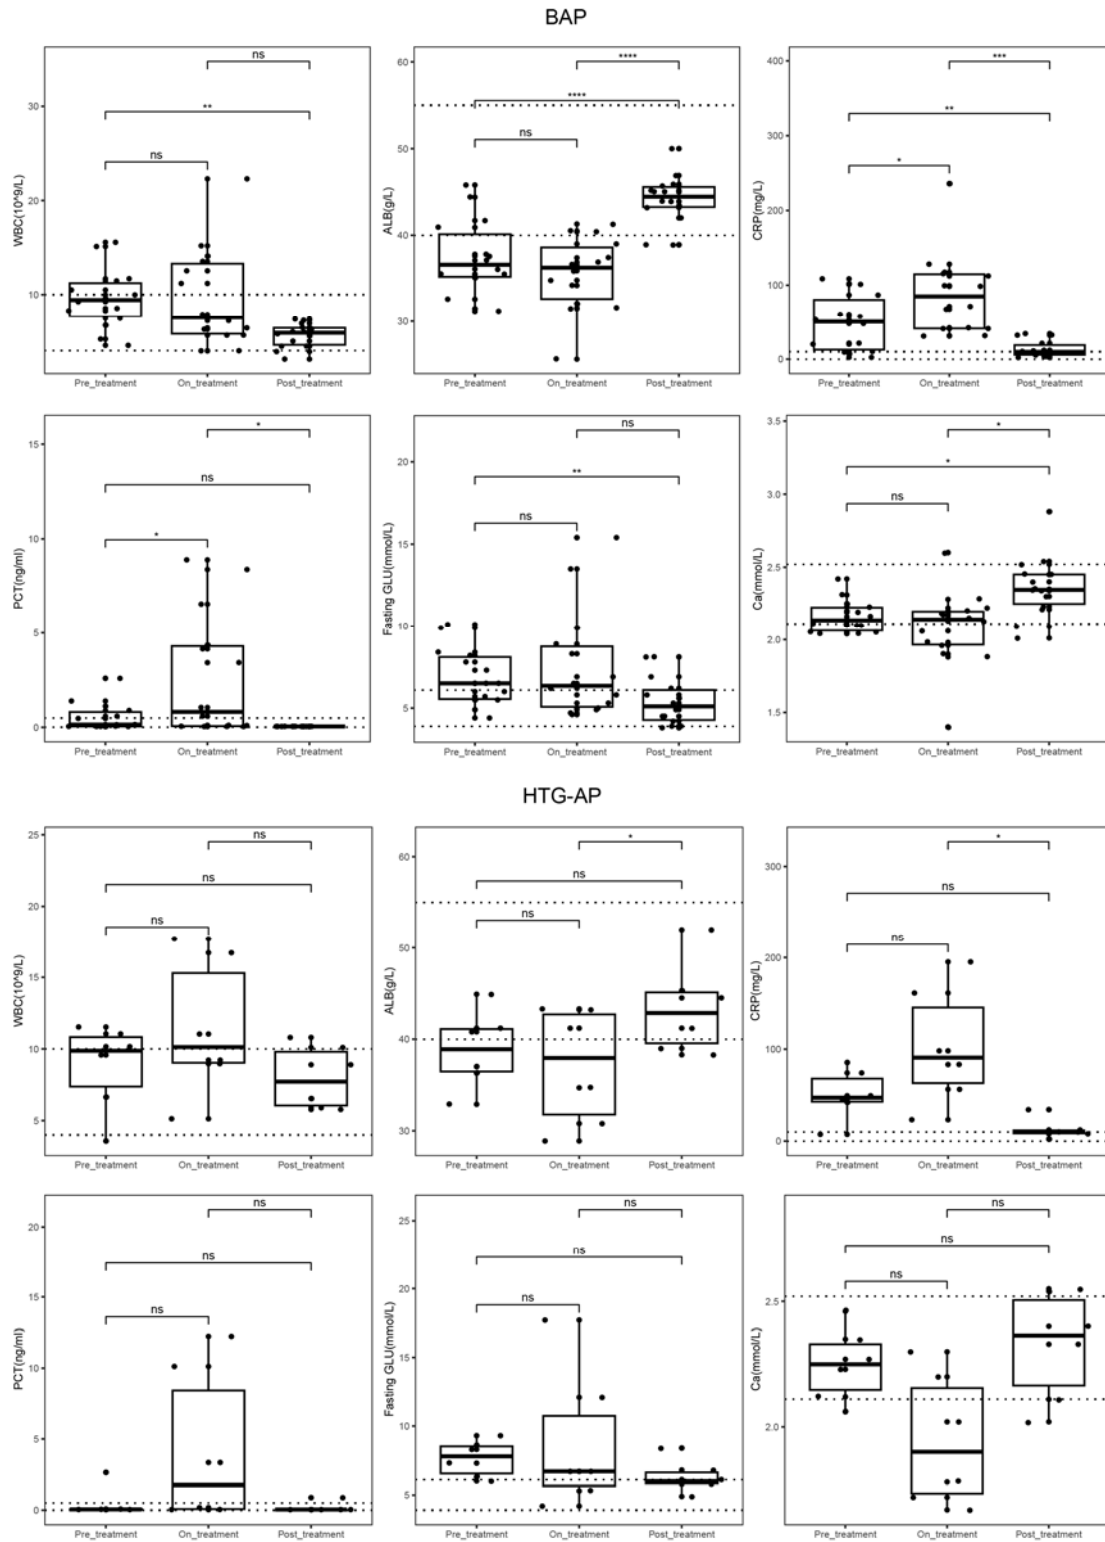 BAP
WBC(10^9/L)
30
20
10
ns
**
ns
Pre_treatment On_treatment Post_treatment
ALB(g/L)
60
50
40
30
****
****
ns
Pre_treatment On_treatment Post_treatment
CRP(mg/L)
400
300
200
100
0
***
**
*
Pre_treatment On_treatment Post_treatment
PCT(ng/ml)
15
10
5
0
*
ns
*
Pre_treatment On_treatment Post_treatment
Fasting GLU(mmol/L)
20
15
10
5
ns
**
ns
Pre_treatment On_treatment Post_treatment
Ca(mmol/L)
3.5
3.0
2.5
2.0
1.5
*
*
ns
Pre_treatment On_treatment Post_treatment
HTG-AP
WBC(10^9/L)
25
20
15
10
5
ns
ns
ns
Pre_treatment On_treatment Post_treatment
ALB(g/L)
60
50
40
30
*
ns
ns
Pre_treatment On_treatment Post_treatment
CRP(mg/L)
300
200
100
0
*
ns
ns
Pre_treatment On_treatment Post_treatment
PCT(ng/ml)
20
15
10
5
0
ns
ns
ns
Pre_treatment On_treatment Post_treatment
Fasting GLU(mmol/L)
25
20
15
10
5
ns
ns
ns
Pre_treatment On_treatment Post_treatment
Ca(mmol/L)
2.5
2.0
ns
ns
ns
Pre_treatment On_treatment Post_treatment